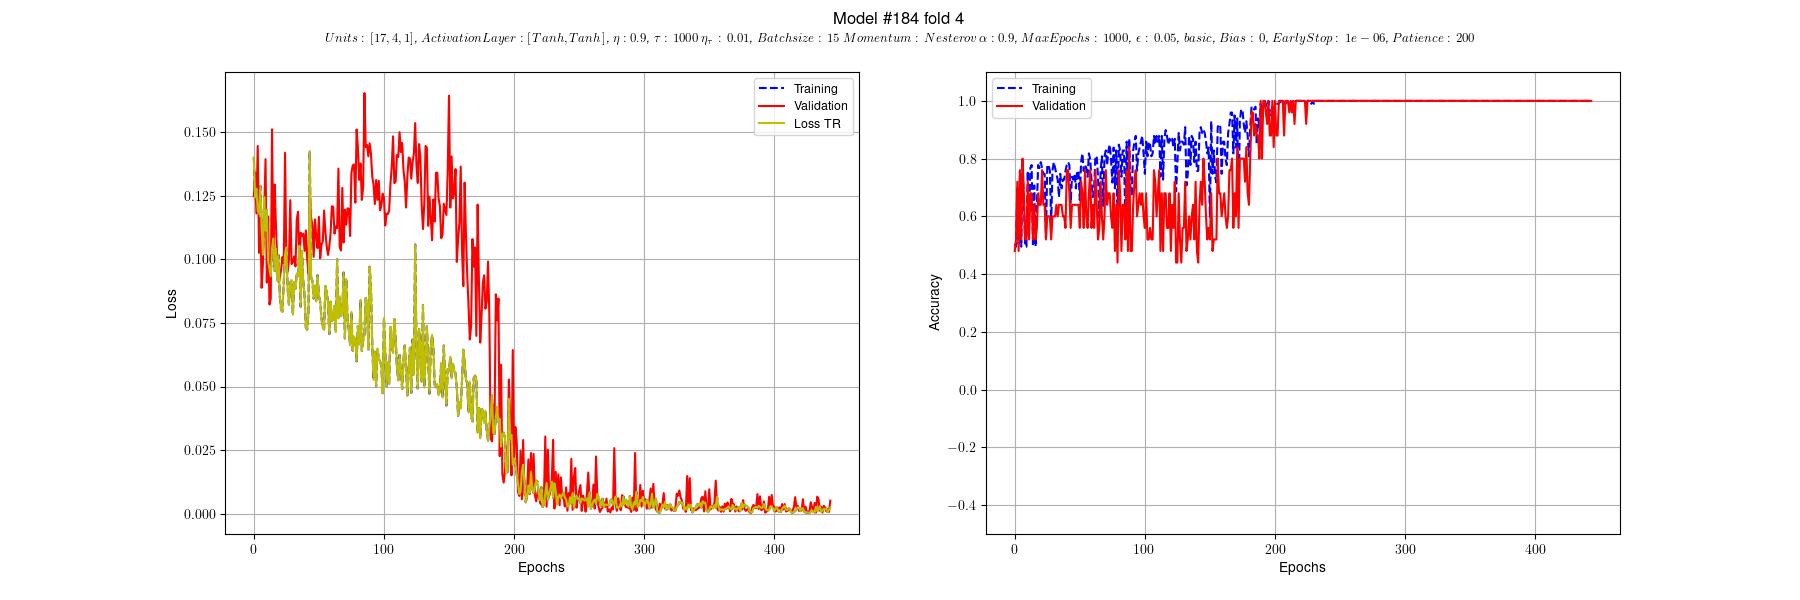 Model #184 fold 4
Units : [17, 4, 1], ActivationLayer : [Tanh, Tanh], η : 0.9, τ : 1000 ητ : 0.01, Batchsize : 15 Momentum : Nesterov α : 0.9, MaxEpochs : 1000, ϵ : 0.05, basic, Bias : 0, EarlyStop : 1e − 06, Patience : 200
Training
Validation
Loss TR
0.150
0.125
0.100
0.075
0.050
0.025
0.000
Loss
0
100
200
300
400
Epochs
Training
Validation
1.0
0.8
0.6
0.4
0.2
0.0
−0.2
−0.4
Accuracy
0
100
200
300
400
Epochs